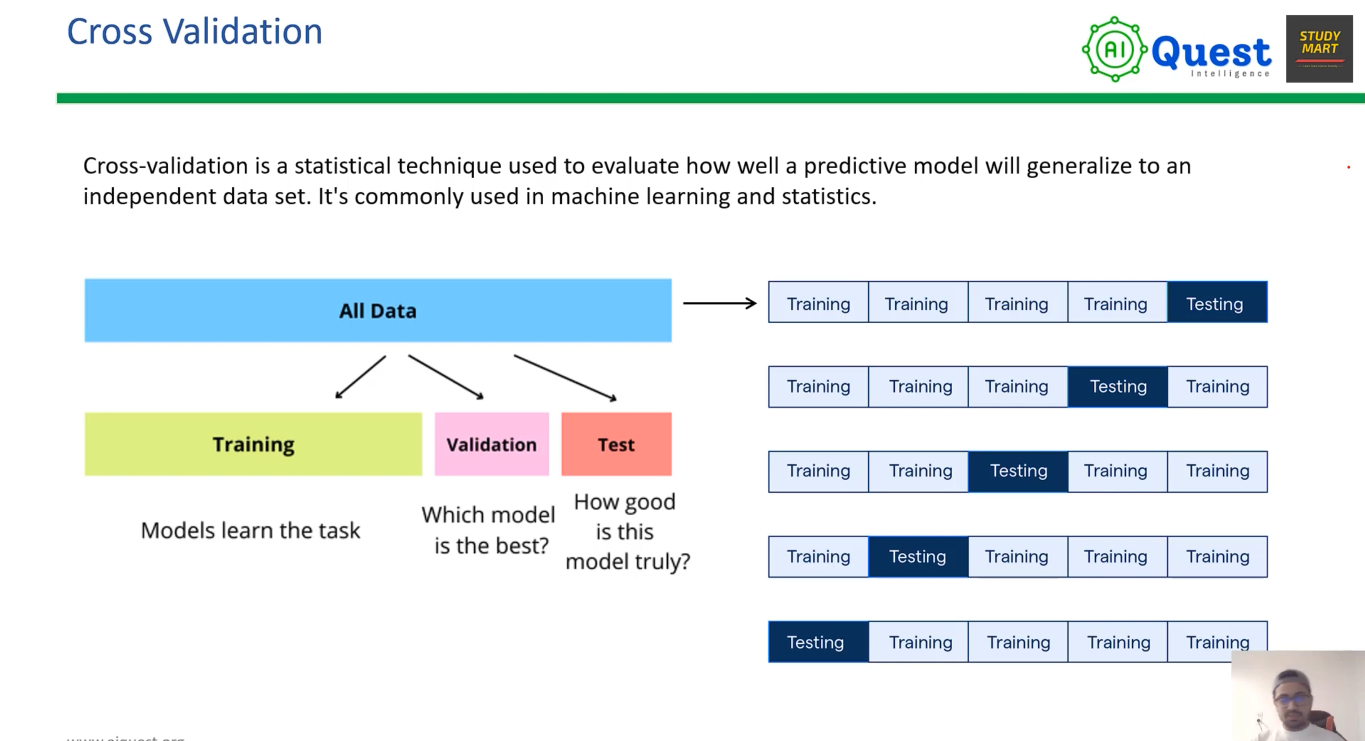 Cross Validation
AI Quest
Intelligence
STUDY
MART
Cross-validation is a statistical technique used to evaluate how well a predictive model will generalize to an
independent data set. It's commonly used in machine learning and statistics.
All Data
Training
Validation
Test
Models learn the task
Which model
is the best?
How good
is this
model truly?
Training Training Training Training Testing
Training Training Training Testing Training
Training Training Testing Training Training
Training Testing Training Training Training
Testing Training Training Training Training